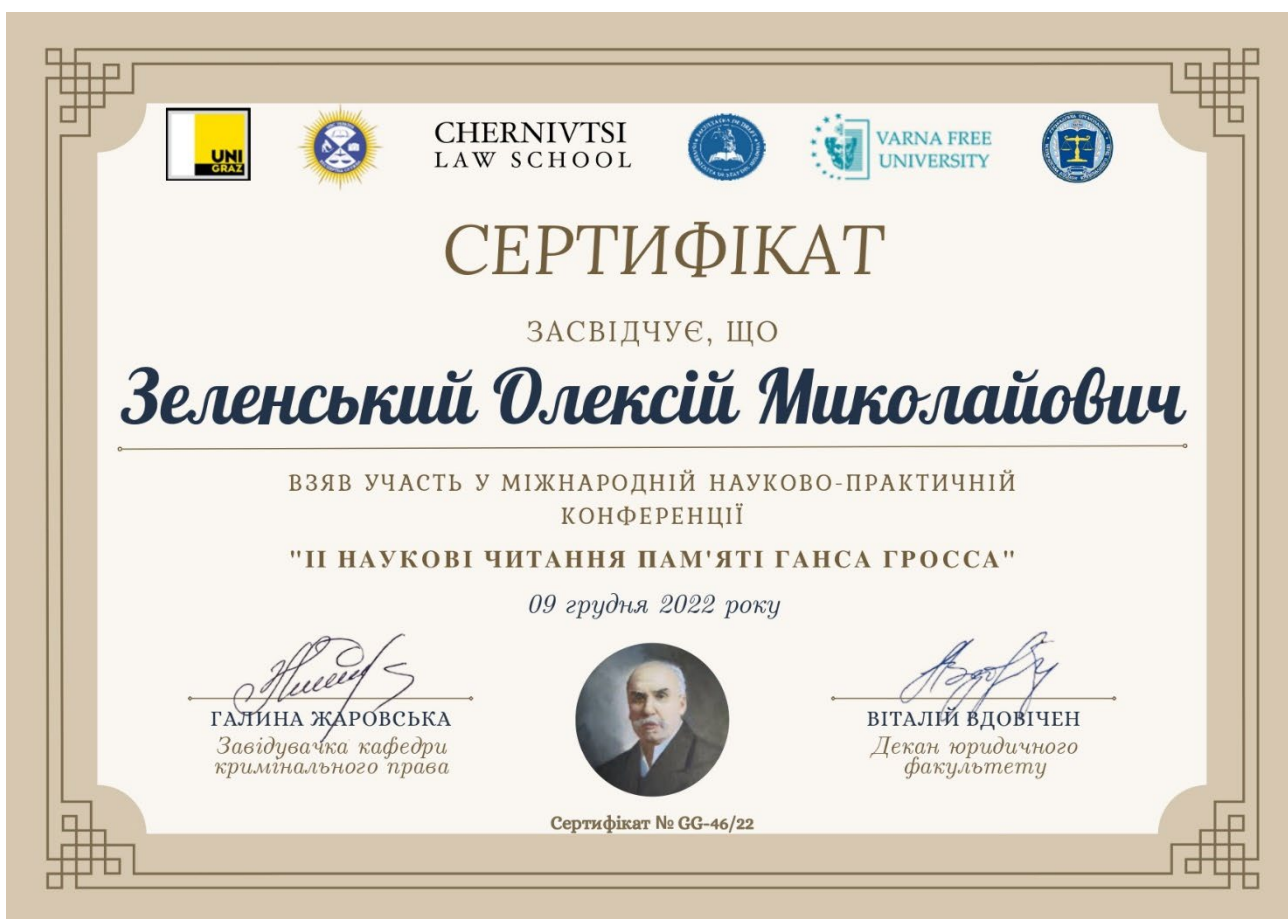 UNI
GRAZ
CHERNIVTSI
LAW SCHOOL
VARNA FREE
UNIVERSITY
СЕРТИФІКАТ
ЗАСВІДЧУЄ, ЩО
Зеленський Олексій Миколайович
ВЗЯВ УЧАСТЬ У МІЖНАРОДНІЙ НАУКОВО-ПРАКТИЧНІЙ
КОНФЕРЕНЦІЇ
"ІІ НАУКОВІ ЧИТАННЯ ПАМ'ЯТІ ГАНСА ГРОССА"
09 грудня 2022 року
ГАЛИНА ЖАРОВСЬКА
Завідувачка кафедри
кримінального права
ВІТАЛІЙ ВДОВІЧЕН
Декан юридичного
факультету
Сертифікат № GG-46/22